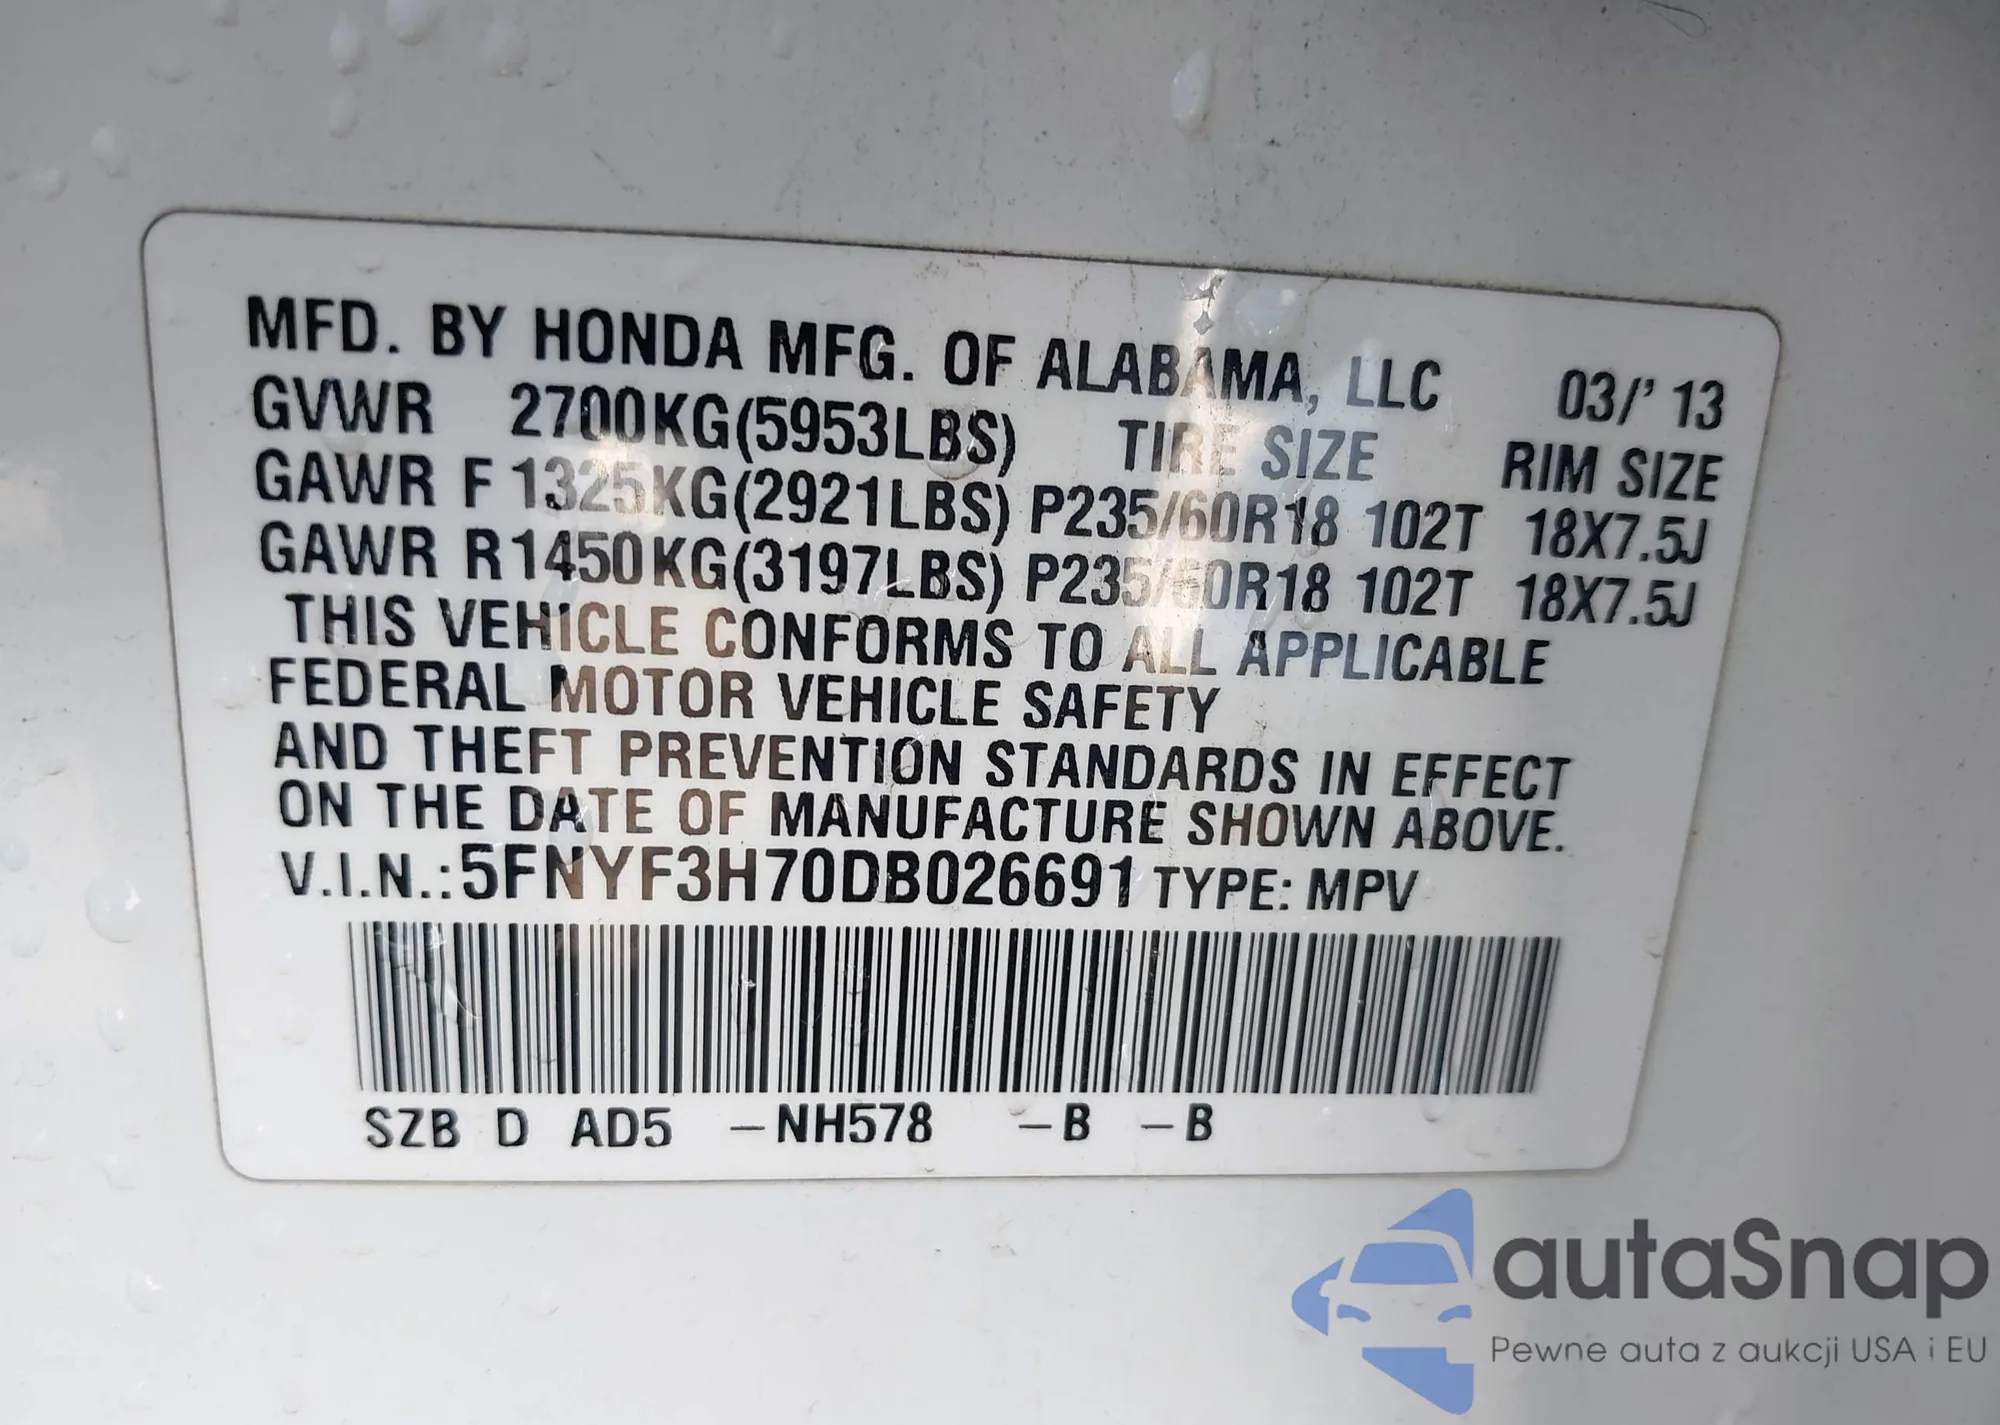 MFD. BY HONDA MFG. OF ALABAMA, LLC 03/'13
GVWR 2700KG(5953LBS) TIRE SIZE RIM SIZE
GAWR F 1325KG(2921LBS) P235/60R18 102T 18X7.5J
GAWR R 1450KG(3197LBS) P235/60R18 102T 18X7.5J
THIS VEHICLE CONFORMS TO ALL APPLICABLE
FEDERAL MOTOR VEHICLE SAFETY
AND THEFT PREVENTION STANDARDS IN EFFECT
ON THE DATE OF MANUFACTURE SHOWN ABOVE.
V.I.N.: 5FNYF3H70DB026691 TYPE: MPV
SZB D AD5 –NH578 –B –B
autaSnap
Pewne auta z aukcji USA i EU